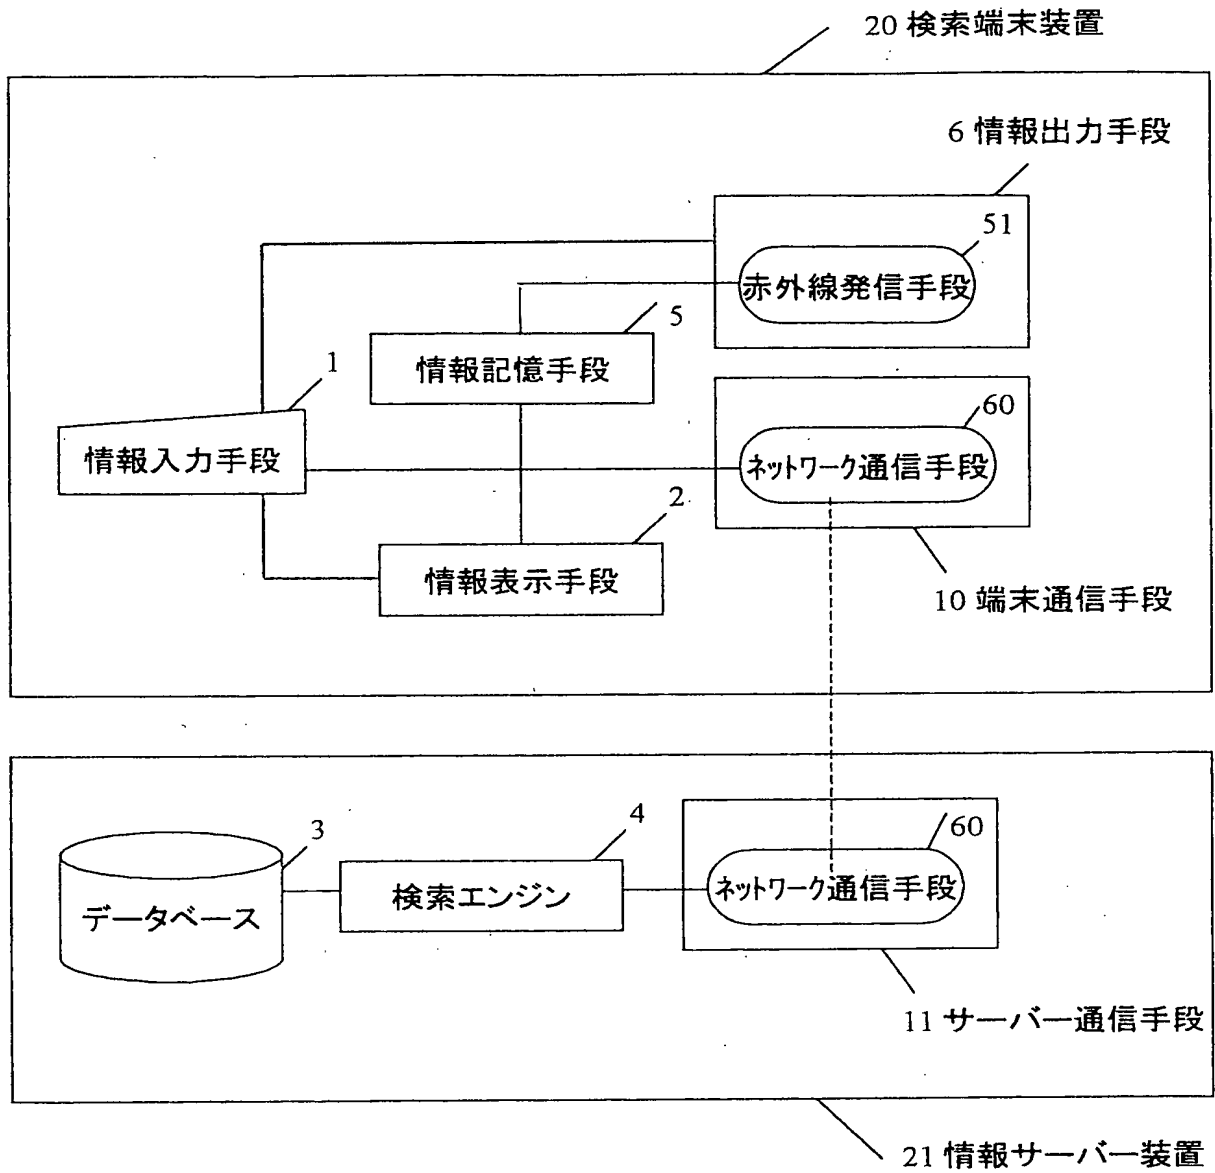 20 検索端末装置
6 情報出力手段
51
赤外線発信手段
5
情報記憶手段
1
情報入力手段
60
ネットワーク通信手段
2
情報表示手段
10 端末通信手段
3
データベース
4
検索エンジン
60
ネットワーク通信手段
11 サーバー通信手段
21 情報サーバー装置